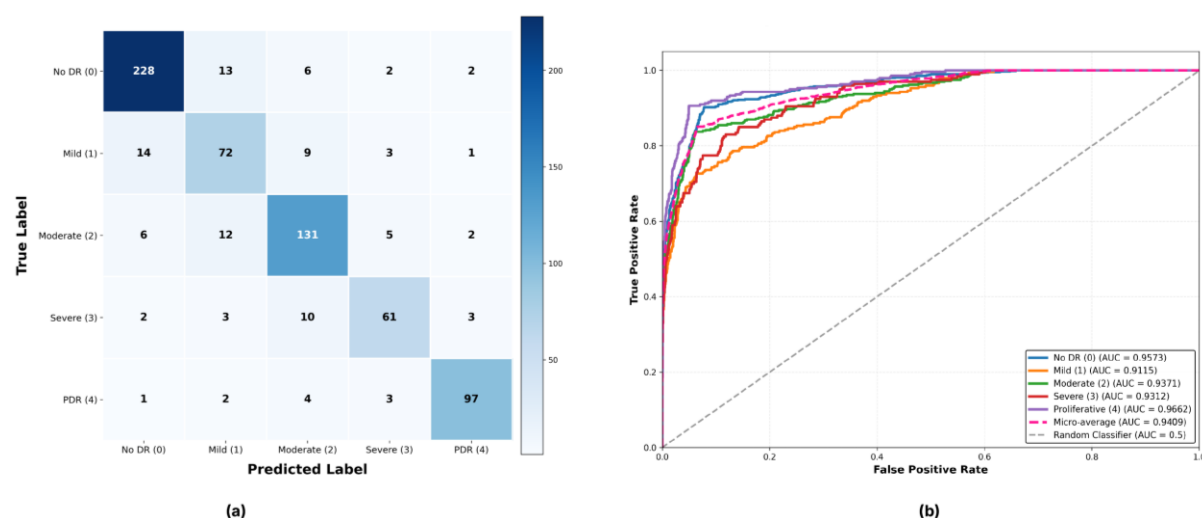 True Label
No DR (0)
Mild (1)
Moderate (2)
Severe (3)
PDR (4)
228 13 6 2 2
14 72 9 3 1
6 12 131 5 2
2 3 10 61 3
1 2 4 3 97
No DR (0) Mild (1) Moderate (2) Severe (3) PDR (4)
Predicted Label
200
150
100
50
(a)
True Positive Rate
1.0
0.8
0.6
0.4
0.2
0.0
0.0 0.2 0.4 0.6 0.8 1.0
False Positive Rate
No DR (0) (AUC = 0.9573)
Mild (1) (AUC = 0.9115)
Moderate (2) (AUC = 0.9371)
Severe (3) (AUC = 0.9312)
Proliferative (4) (AUC = 0.9662)
Micro-average (AUC = 0.9409)
Random Classifier (AUC = 0.5)
(b)